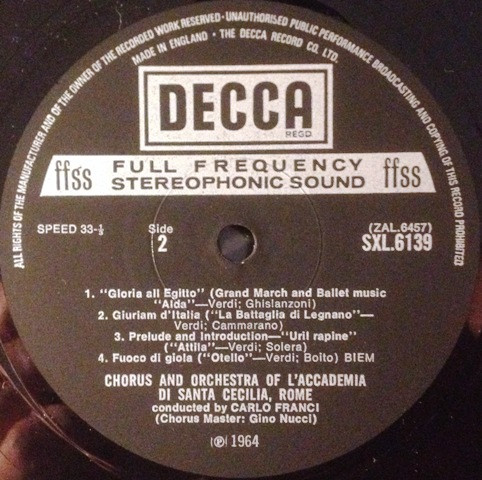 ALL RIGHTS OF THE MANUFACTURER AND OF THE OWNER OF THE RECORDED WORK RESERVED · UNAUTHORISED PUBLIC PERFORMANCE BROADCASTING AND COPYING OF THIS RECORD PROHIBITED
MADE IN ENGLAND · THE DECCA RECORD CO. LTD.
DECCA
REGD
ffss FULL FREQUENCY ffss
STEREOPHONIC SOUND
SPEED 33-⅓ Side (ZAL.6457)
2 SXL.6139
1. "Gloria all Egitto" (Grand March and Ballet music
"Aida"—Verdi; Ghislanzoni)
2. Giuriam d'Italia ("La Battaglia di Legnano"—
Verdi; Cammarano)
3. Prelude and Introduction—"Uril rapine"
("Attila"—Verdi; Solera)
4. Fuoco di gioia ("Otello"—Verdi; Boito) BIEM
CHORUS AND ORCHESTRA OF L'ACCADEMIA
DI SANTA CECILIA, ROME
conducted by CARLO FRANCI
(Chorus Master: Gino Nucci)
℗ 1964